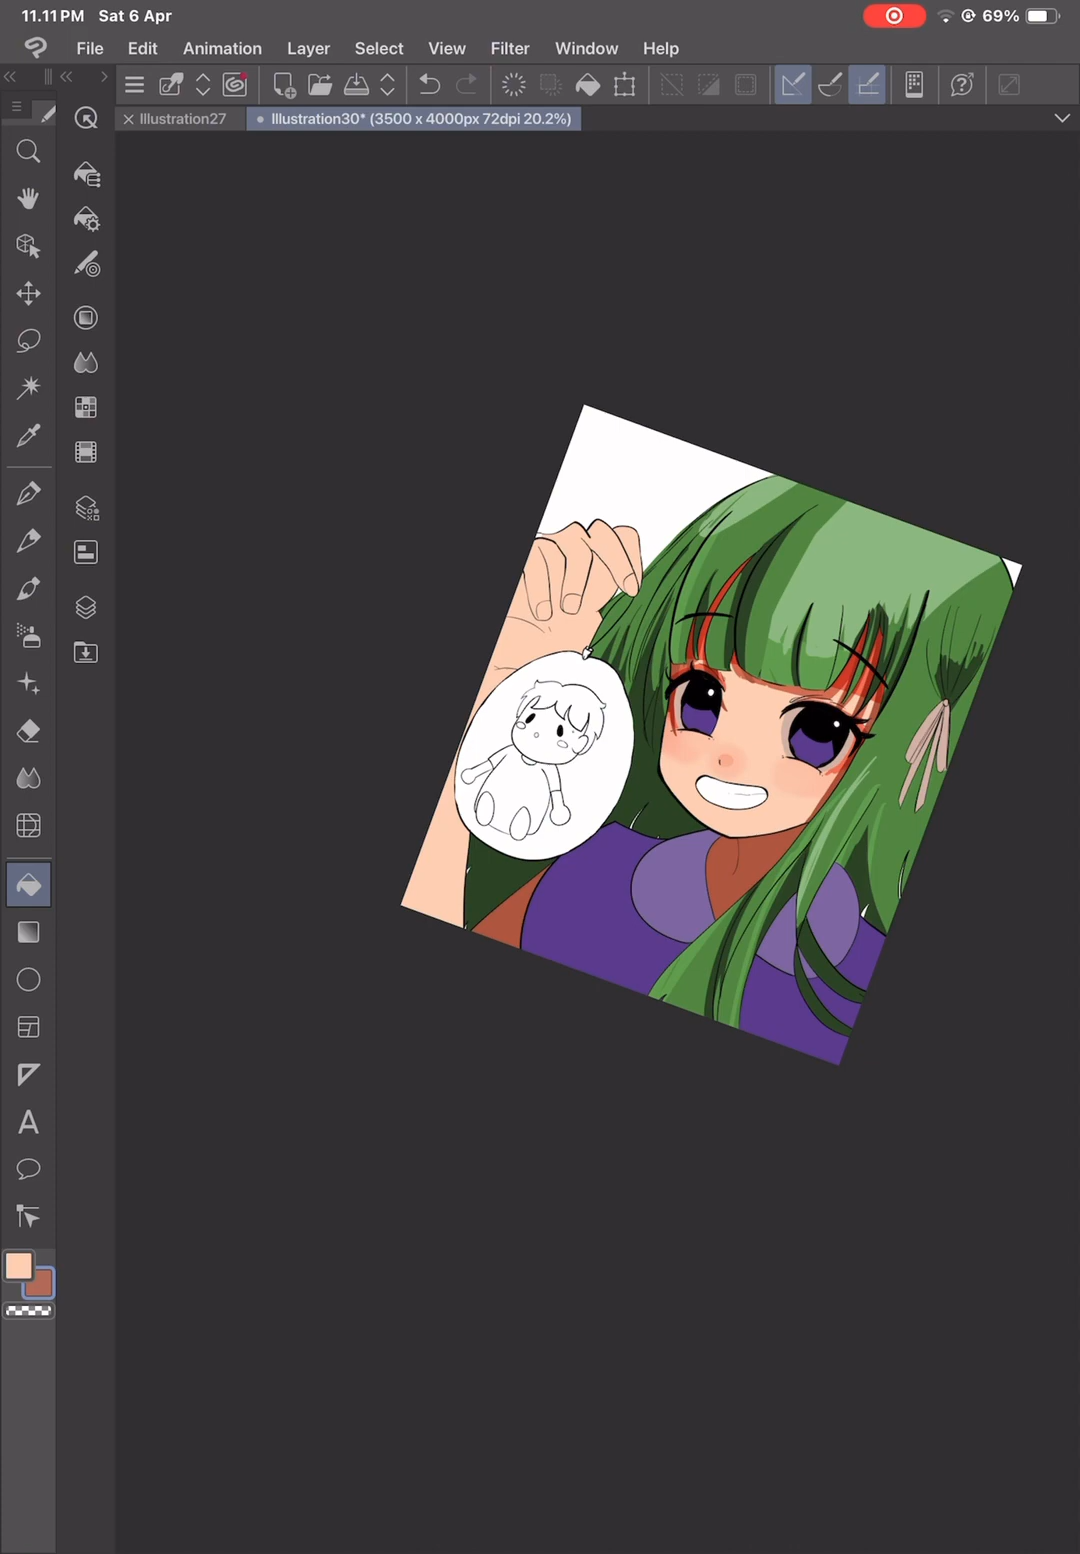 11.11 PM Sat 6 Apr
69%
File Edit Animation Layer Select View Filter Window Help
Illustration27
Illustration30* (3500 x 4000px 72dpi 20.2%)
A